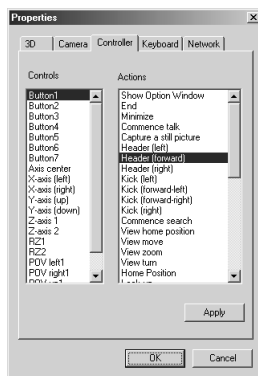 Properties
3D Camera Controller Keyboard Network
Controls
Button1
Button2
Button3
Button4
Button5
Button6
Button7
Axis center
X-axis (left)
X-axis (right)
Y-axis (up)
Y-axis (down)
Z-axis 1
Z-axis 2
RZ1
RZ2
POV left1
POV right1
Actions
Show Option Window
End
Minimize
Commence talk
Capture a still picture
Header (left)
Header (forward)
Header (right)
Kick (left)
Kick (forward-left)
Kick (forward-right)
Kick (right)
Commence search
View home position
View move
View zoom
View turn
Home Position
Apply
OK Cancel